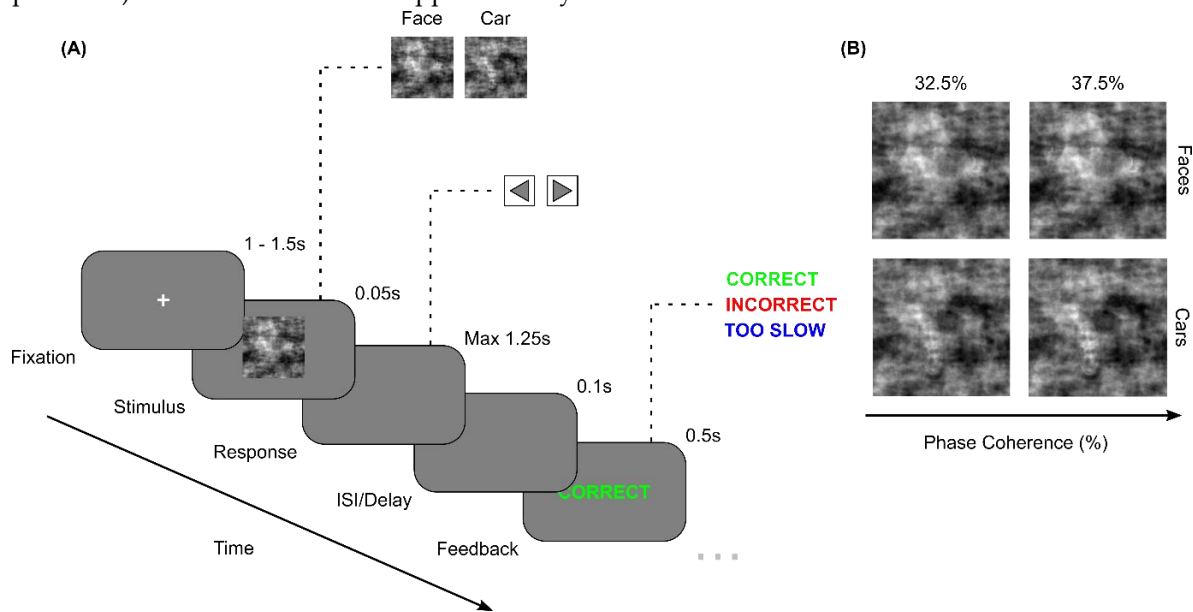 Face Car
(A)
(B)
32.5% 37.5%
Faces
1 - 1.5s
+
0.05s
CORRECT
INCORRECT
TOO SLOW
Cars
Max 1.25s
Fixation
0.1s
Stimulus
0.5s
Phase Coherence (%)
Response
ISI/Delay
CORRECT
Time
Feedback
...